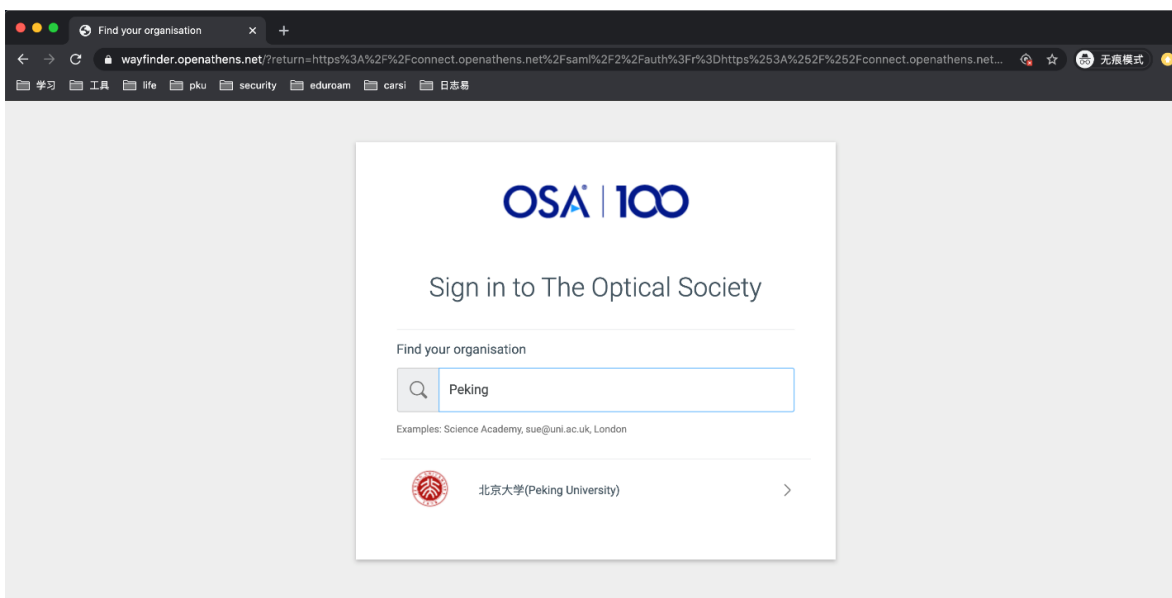 Find your organisation
wayfinder.openathens.net/?return=https%3A%2F%2Fconnect.openathens.net%2Fsaml%2F2%2Fauth%3Fr%3Dhttps%253A%252F%252Fconnect.openathens.net... 无痕模式
学习 工具 life pku security eduroam carsi 日志易
OSA | 100
Sign in to The Optical Society
Find your organisation
Peking
Examples: Science Academy, sue@uni.ac.uk, London
北京大学(Peking University)